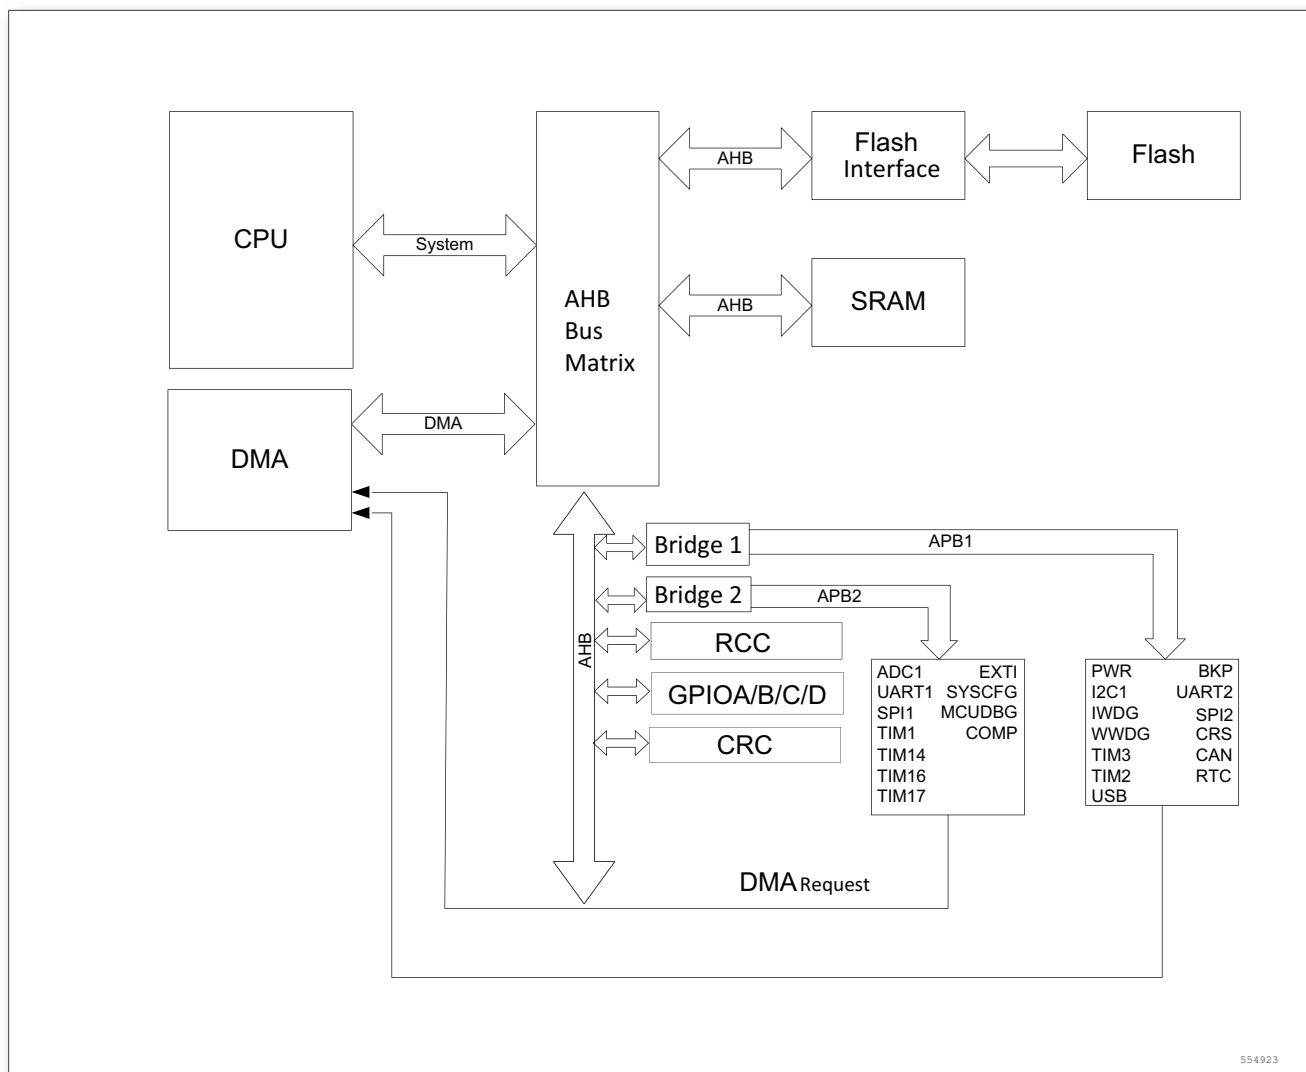 CPU
System
AHB
Bus
Matrix
AHB
Flash
Interface
Flash
AHB
SRAM
DMA
DMA
AHB
Bridge 1
APB1
Bridge 2
APB2
RCC
GPIOA/B/C/D
CRC
ADC1 EXTI
UART1 SYSCFG
SPI1 MCUDBG
TIM1 COMP
TIM14
TIM16
TIM17
PWR BKP
I2C1 UART2
IWDG SPI2
WWDG CRS
TIM3 CAN
TIM2 RTC
USB
DMA Request
554923